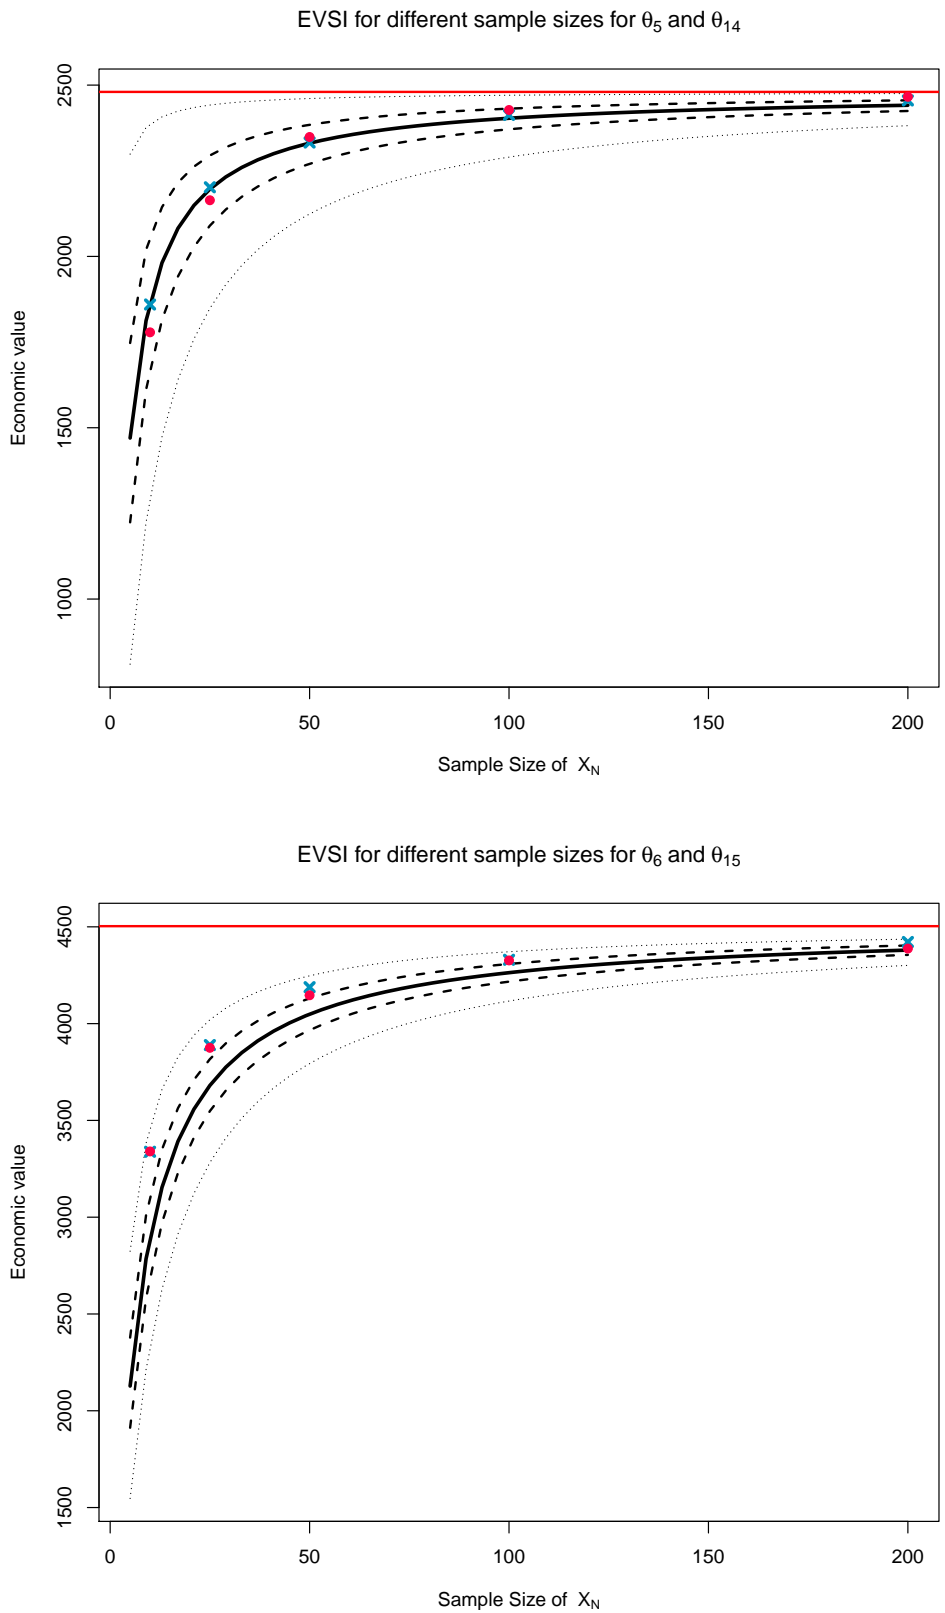 EVSI for different sample sizes for θ5 and θ14
Economic value
2500
2000
1500
1000
0 50 100 150 200
Sample Size of XN
EVSI for different sample sizes for θ6 and θ15
Economic value
4500
4000
3500
3000
2500
2000
1500
0 50 100 150 200
Sample Size of XN